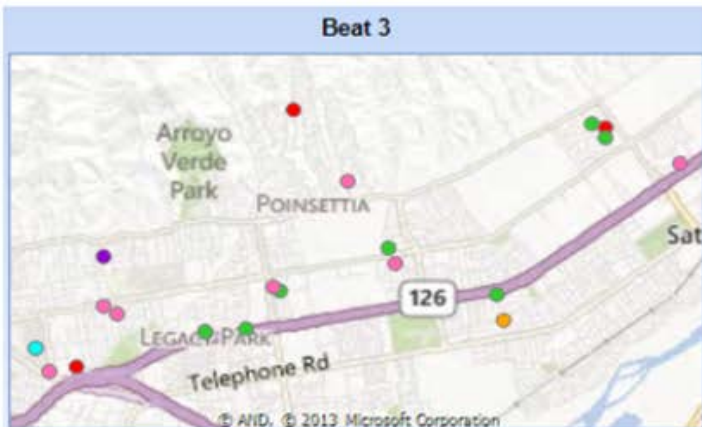 Beat 3
Arroyo
Verde
Park
POINSETTIA
Sat
126
LEGACY PARK
Telephone Rd
© AND, © 2013 Microsoft Corporation